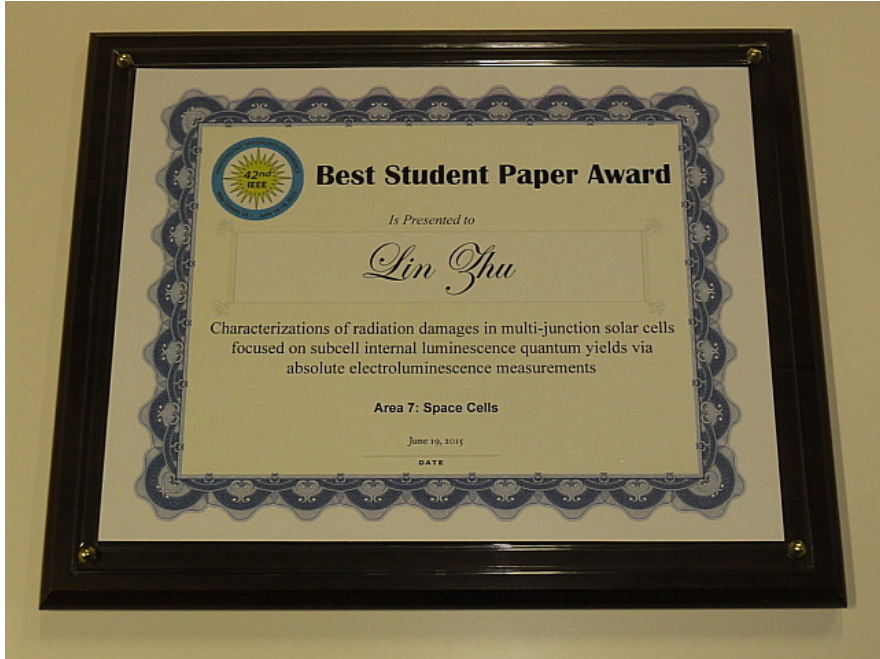 42nd
IEEE
Best Student Paper Award
Is Presented to
Lin Zhu
Characterizations of radiation damages in multi-junction solar cells
focused on subcell internal luminescence quantum yields via
absolute electroluminescence measurements
Area 7: Space Cells
June 19, 2015
DATE